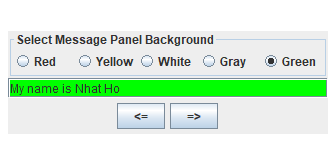 Select Message Panel Background
Red Yellow White Gray Green
My name is Nhat Ho
<= =>